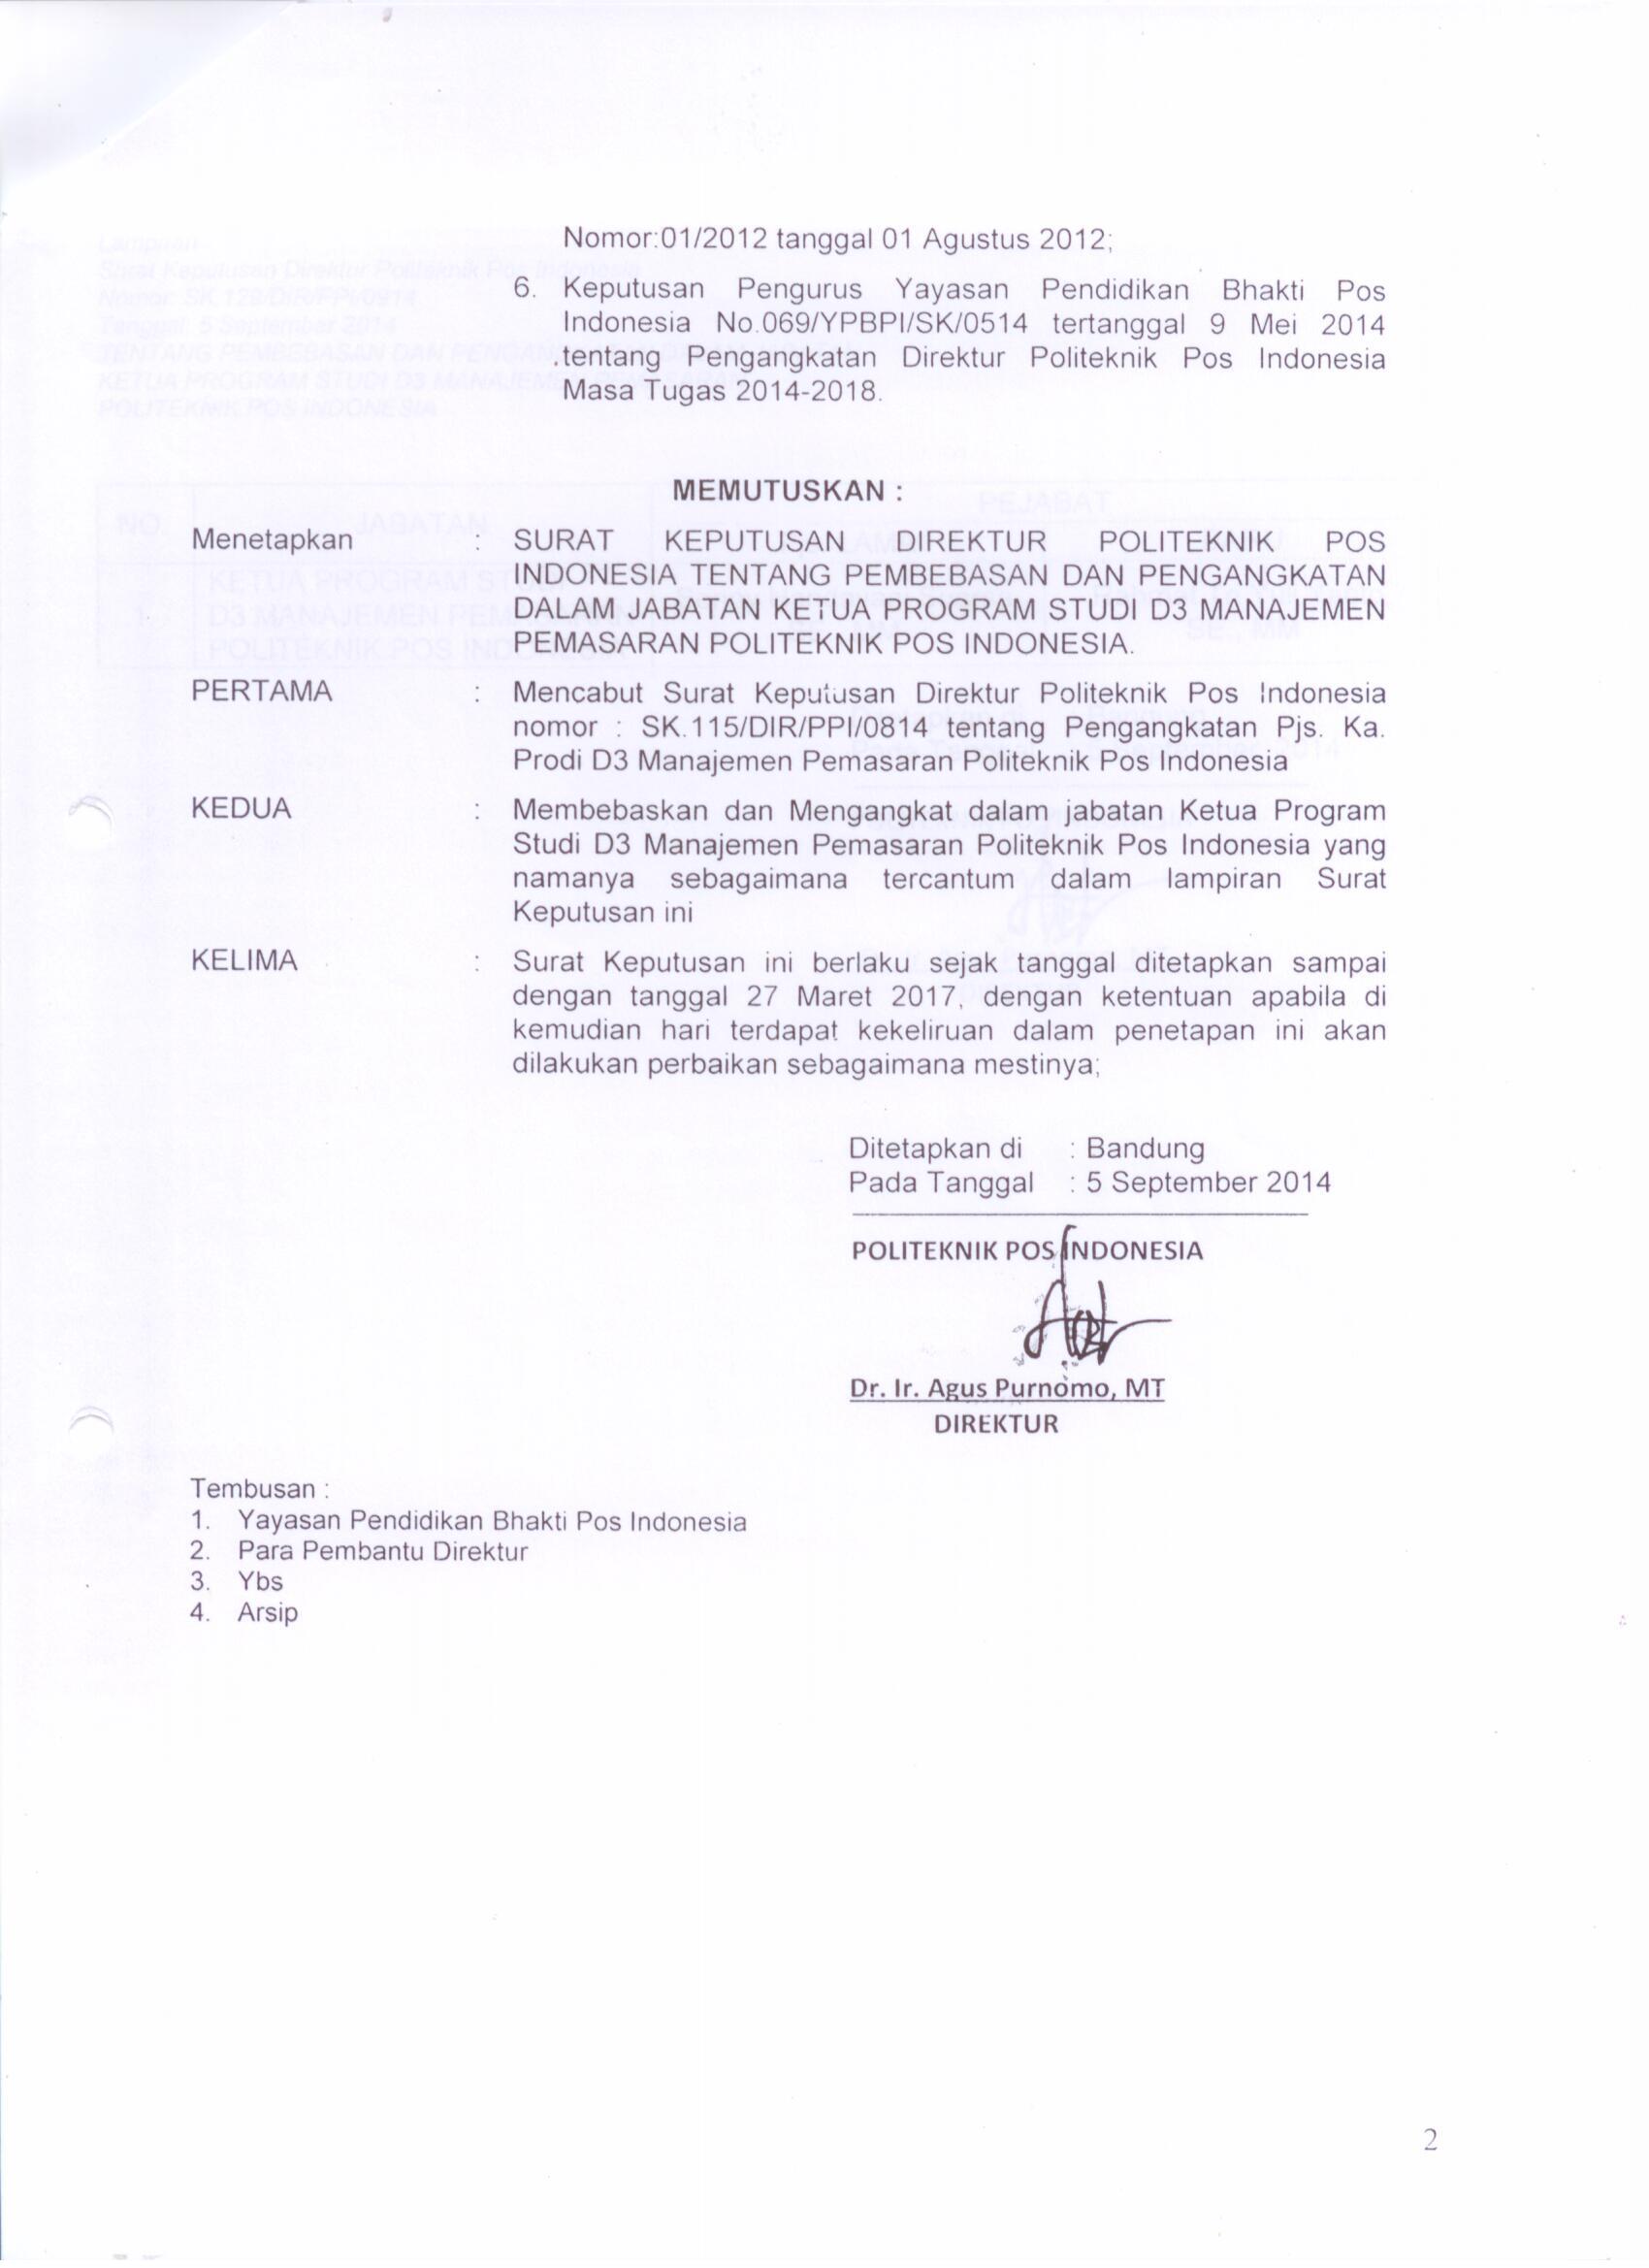 Nomor:01/2012 tanggal 01 Agustus 2012;
6. Keputusan Pengurus Yayasan Pendidikan Bhakti Pos
Indonesia No.069/YPBPI/SK/0514 tertanggal 9 Mei 2014
tentang Pengangkatan Direktur Politeknik Pos Indonesia
Masa Tugas 2014-2018.
MEMUTUSKAN :
Menetapkan : SURAT KEPUTUSAN DIREKTUR POLITEKNIK POS
INDONESIA TENTANG PEMBEBASAN DAN PENGANGKATAN
DALAM JABATAN KETUA PROGRAM STUDI D3 MANAJEMEN
PEMASARAN POLITEKNIK POS INDONESIA.
PERTAMA : Mencabut Surat Keputusan Direktur Politeknik Pos Indonesia
nomor : SK.115/DIR/PPI/0814 tentang Pengangkatan Pjs. Ka.
Prodi D3 Manajemen Pemasaran Politeknik Pos Indonesia
KEDUA : Membebaskan dan Mengangkat dalam jabatan Ketua Program
Studi D3 Manajemen Pemasaran Politeknik Pos Indonesia yang
namanya sebagaimana tercantum dalam lampiran Surat
Keputusan ini
KELIMA : Surat Keputusan ini berlaku sejak tanggal ditetapkan sampai
dengan tanggal 27 Maret 2017, dengan ketentuan apabila di
kemudian hari terdapat kekeliruan dalam penetapan ini akan
dilakukan perbaikan sebagaimana mestinya;
Ditetapkan di : Bandung
Pada Tanggal : 5 September 2014
POLITEKNIK POS INDONESIA
Dr. Ir. Agus Purnomo, MT
DIREKTUR
Tembusan :
1. Yayasan Pendidikan Bhakti Pos Indonesia
2. Para Pembantu Direktur
3. Ybs
4. Arsip
2